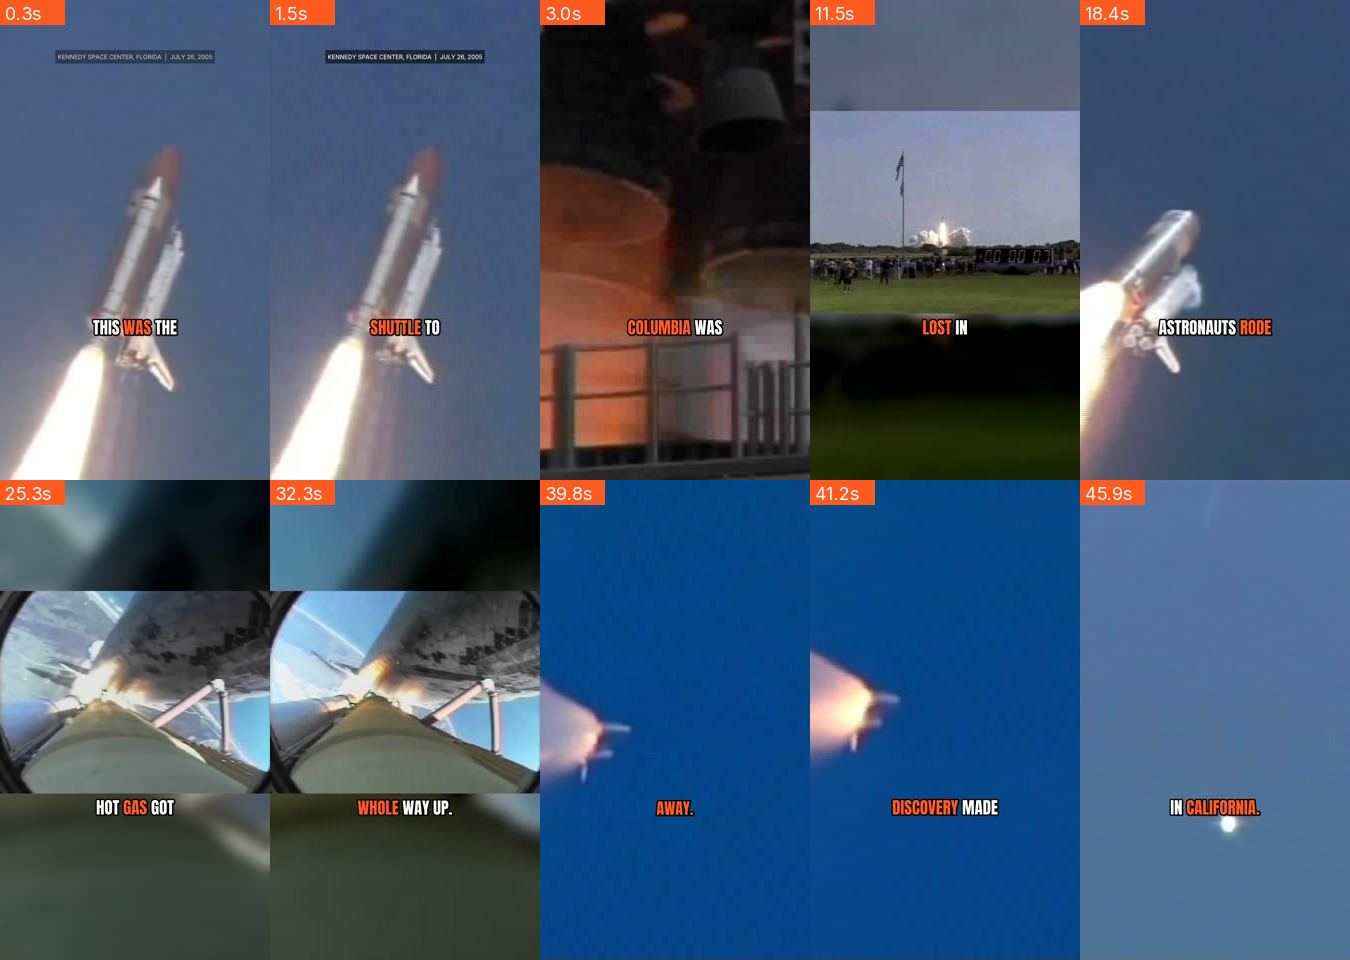 0.3s
KENNEDY SPACE CENTER, FLORIDA | JULY 26, 2005
THIS WAS THE
1.5s
KENNEDY SPACE CENTER, FLORIDA | JULY 26, 2005
SHUTTLE TO
3.0s
COLUMBIA WAS
11.5s
LOST IN
18.4s
ASTRONAUTS RODE
25.3s
HOT GAS GOT
32.3s
WHOLE WAY UP.
39.8s
AWAY.
41.2s
DISCOVERY MADE
45.9s
IN CALIFORNIA.